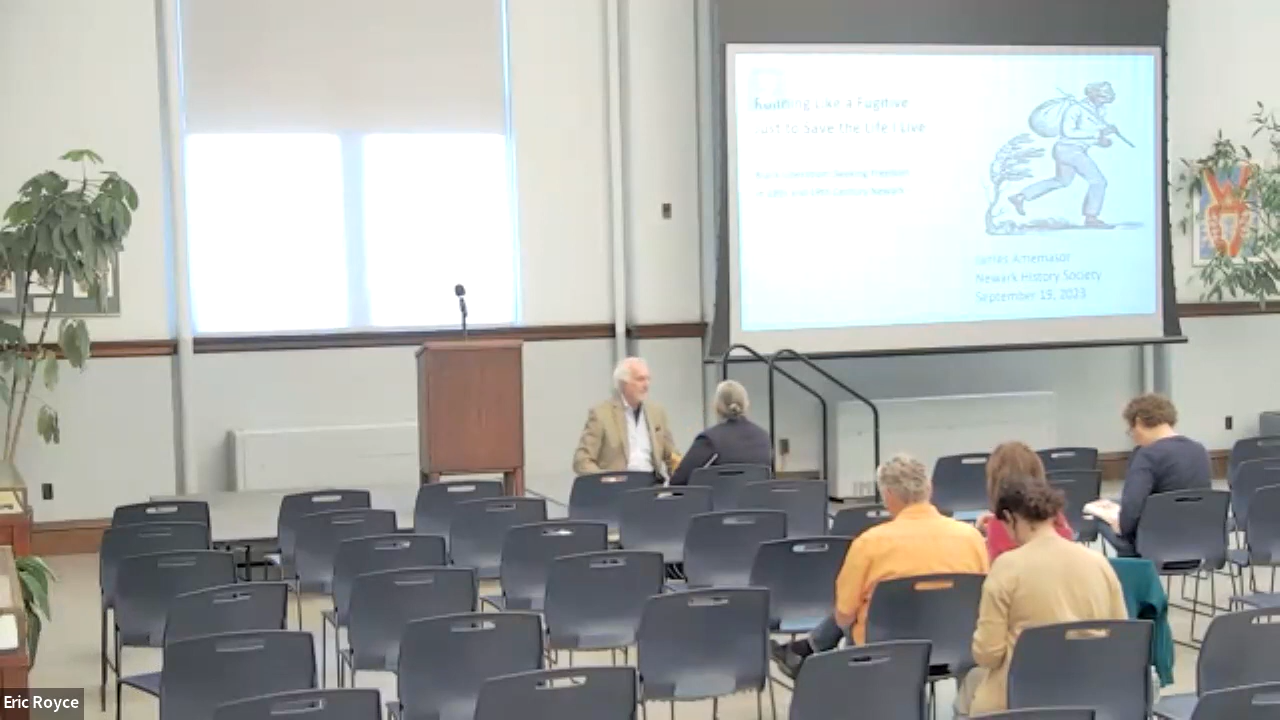 Running Like a Fugitive
Just to Save the Life I Live
James Amemasor
Newark History Society
September 19, 2023
Eric Royce